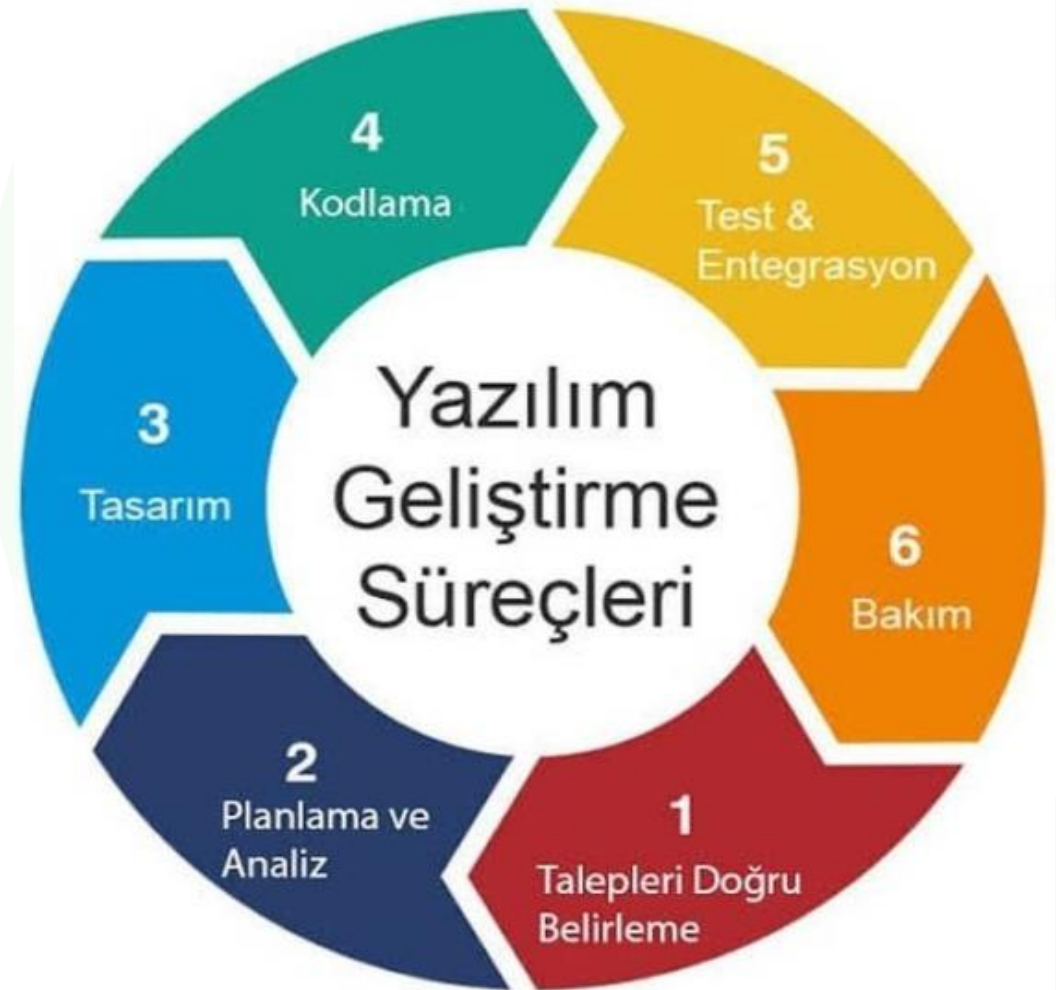 4
Kodlama
5
Test &
Entegrasyon
3
Tasarım
Yazılım
Geliştirme
Süreçleri
6
Bakım
2
Planlama ve
Analiz
1
Talepleri Doğru
Belirleme